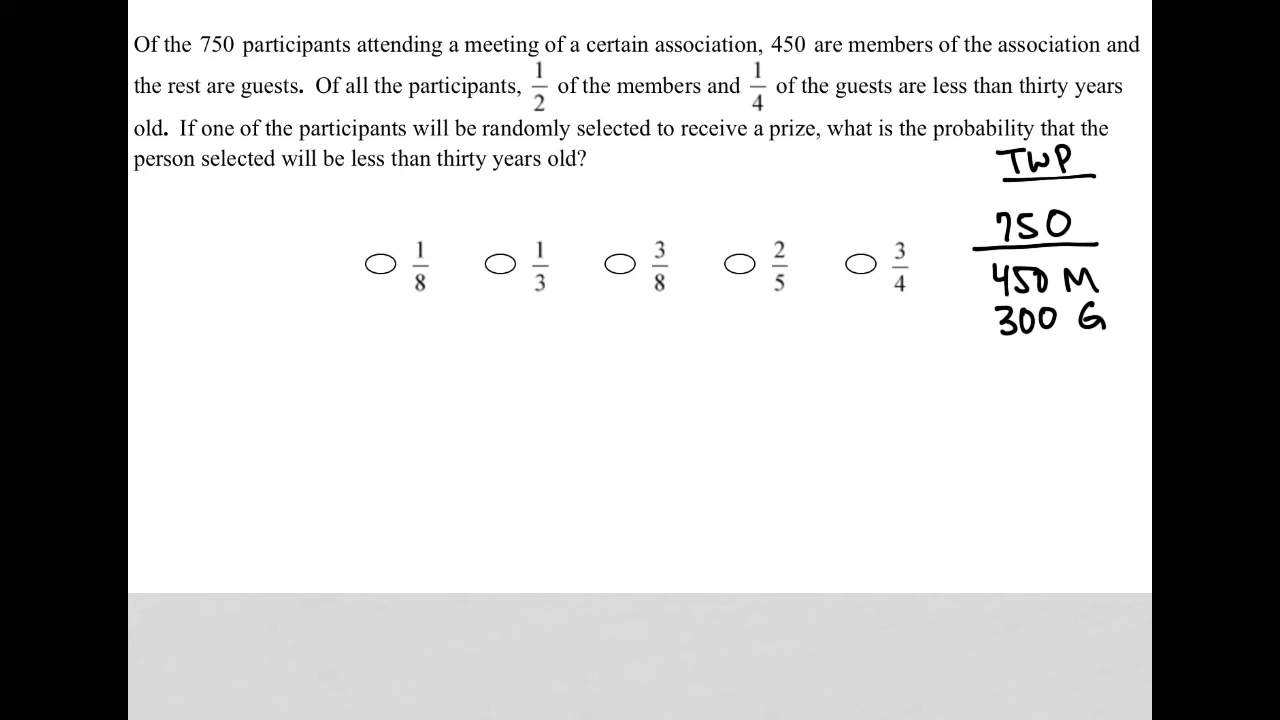 Of the 750 participants attending a meeting of a certain association, 450 are members of the association and
the rest are guests. Of all the participants, 1/2 of the members and 1/4 of the guests are less than thirty years
old. If one of the participants will be randomly selected to receive a prize, what is the probability that the
person selected will be less than thirty years old?
TWP
750
1/8 1/3 3/8 2/5 3/4
450 M
300 G